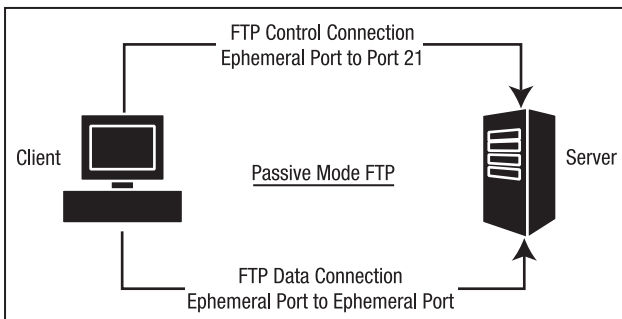 FTP Control Connection
Ephemeral Port to Port 21
Client
Passive Mode FTP
Server
FTP Data Connection
Ephemeral Port to Ephemeral Port